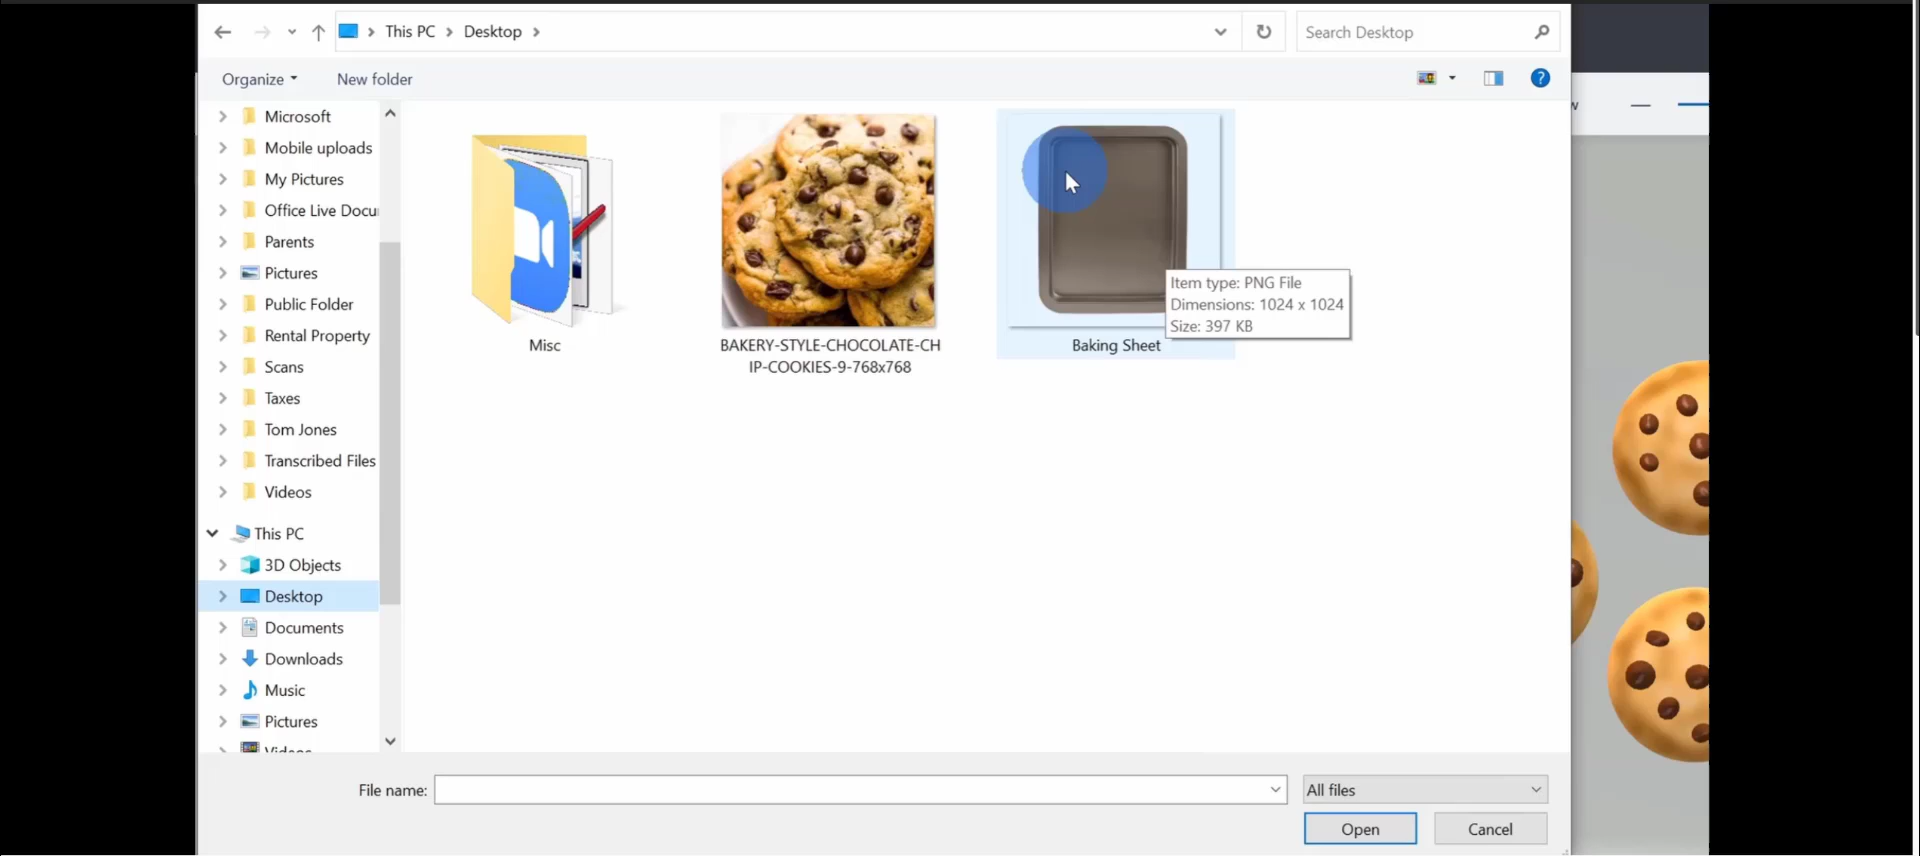 This PC
Desktop
Search Desktop
Organize
New folder
?
Microsoft
Mobile uploads
My Pictures
Office Live Docu
Parents
Pictures
Public Folder
Rental Property
Scans
Taxes
Tom Jones
Transcribed Files
Videos
This PC
3D Objects
Desktop
Documents
Downloads
Music
Pictures
Videos
Misc
BAKERY-STYLE-CHOCOLATE-CH
IP-COOKIES-9-768x768
Baking Sheet
Item type: PNG File
Dimensions: 1024 x 1024
Size: 397 KB
File name:
All files
Open
Cancel